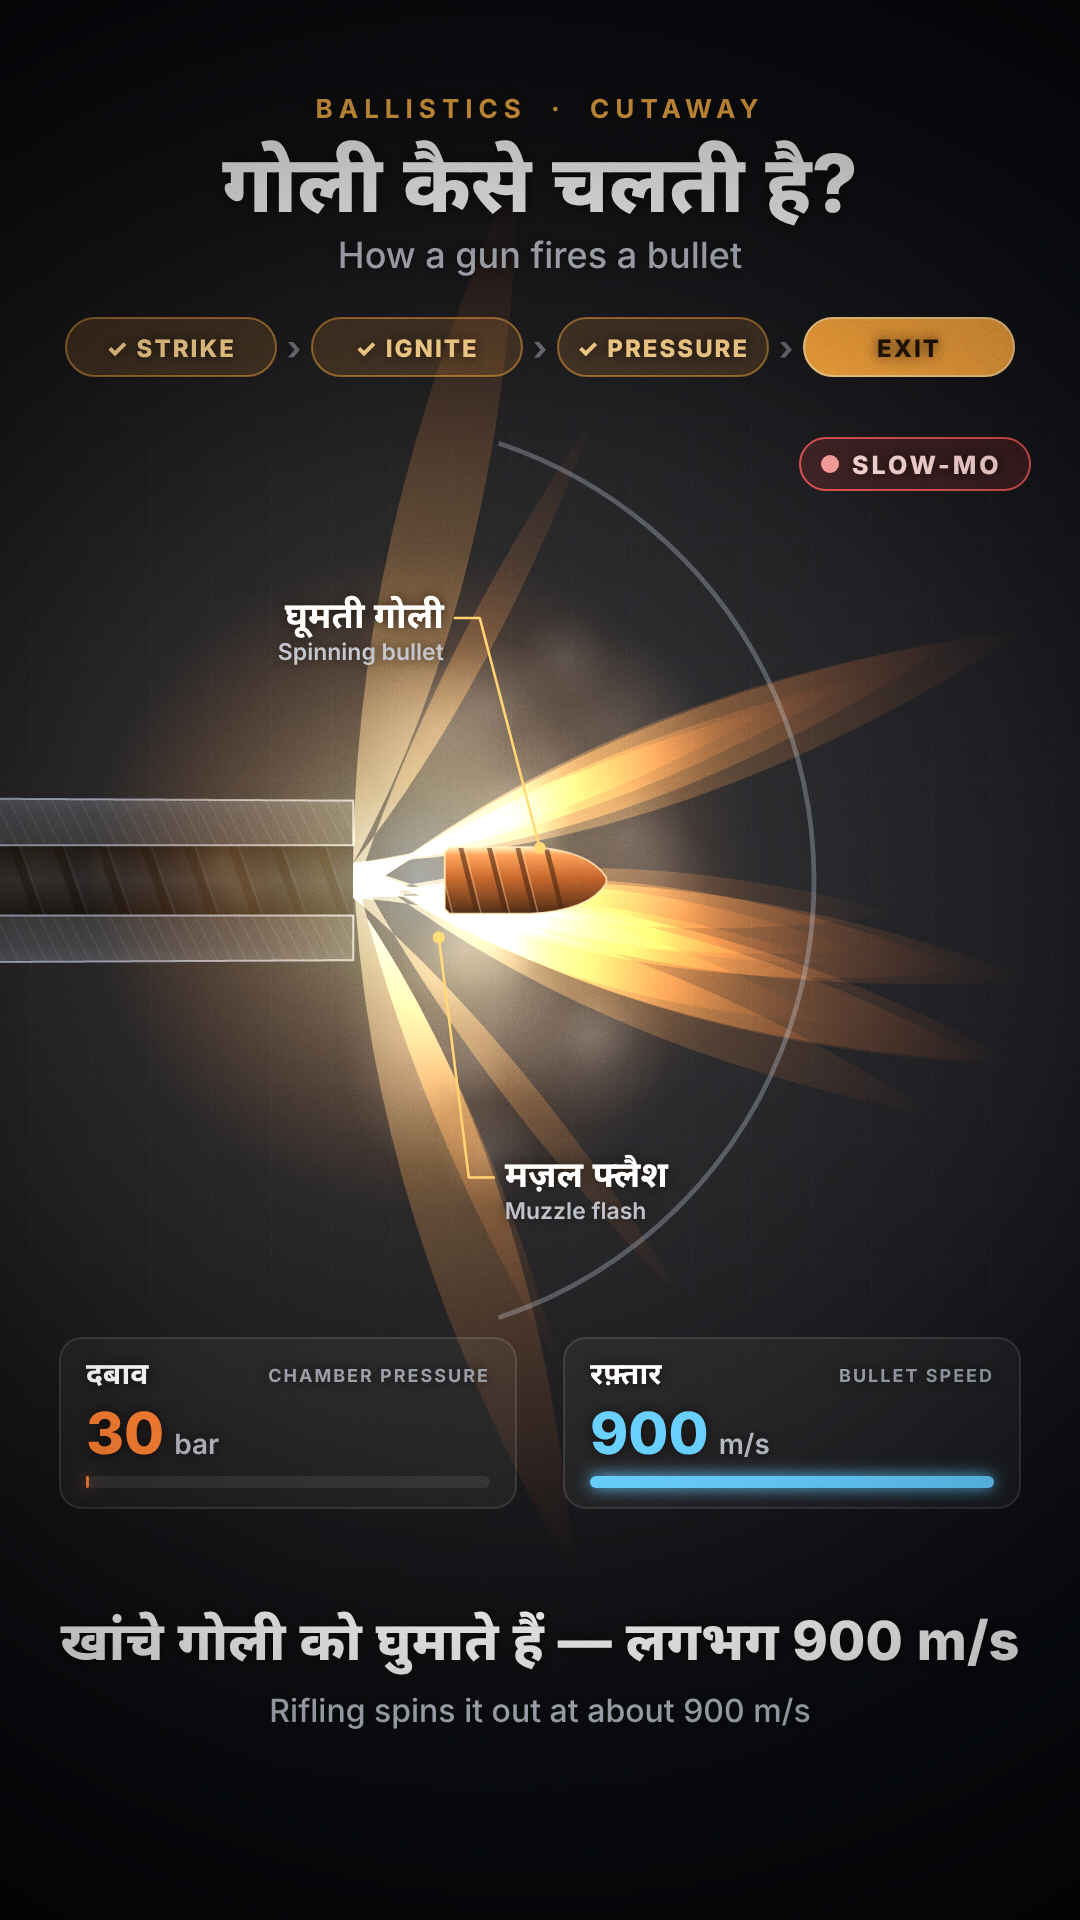 BALLISTICS · CUTAWAY
गोली कैसे चलती है?
How a gun fires a bullet
✓ STRIKE › ✓ IGNITE › ✓ PRESSURE › EXIT
SLOW-MO
घूमती गोली
Spinning bullet
मज़ल फ्लैश
Muzzle flash
दबाव CHAMBER PRESSURE
30 bar
रफ़्तार BULLET SPEED
900 m/s
खांचे गोली को घुमाते हैं — लगभग 900 m/s
Rifling spins it out at about 900 m/s